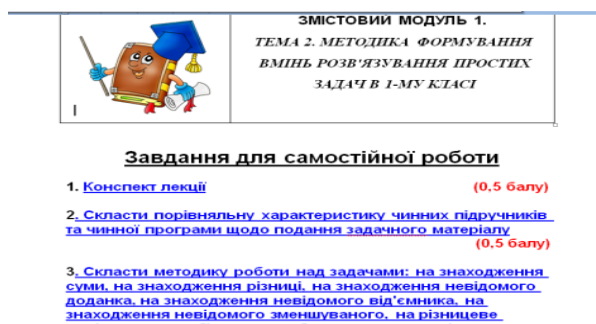 ЗМІСТОВИЙ МОДУЛЬ 1.
ТЕМА 2. МЕТОДИКА ФОРМУВАННЯ
ВМІНЬ РОЗВ'ЯЗУВАННЯ ПРОСТИХ
ЗАДАЧ В 1-МУ КЛАСІ
Завдання для самостійної роботи
1. Конспект лекції (0,5 балу)
2. Скласти порівняльну характеристику чинних підручників
та чинної програми щодо подання задачного матеріалу
(0,5 балу)
3. Скласти методику роботи над задачами: на знаходження
суми, на знаходження різниці, на знаходження невідомого
доданка, на знаходження невідомого від'ємника, на
знаходження невідомого зменшуваного, на різницеве